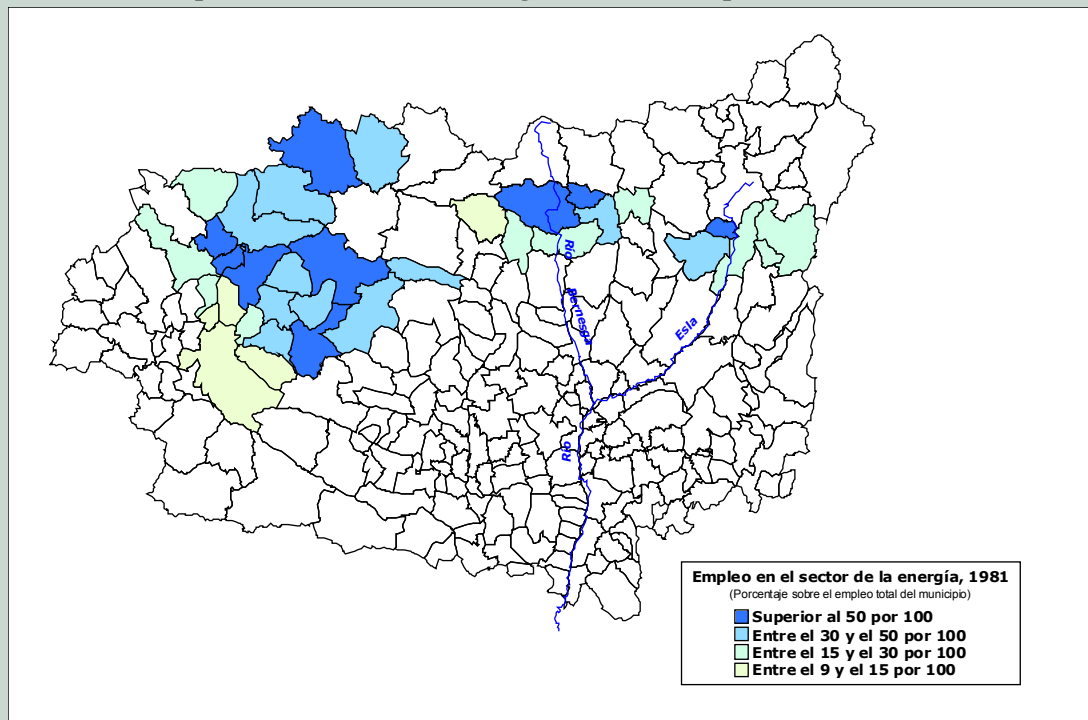 Río
Bernesga
Esla
Río
Empleo en el sector de la energía, 1981
(Porcentaje sobre el empleo total del municipio)
Superior al 50 por 100
Entre el 30 y el 50 por 100
Entre el 15 y el 30 por 100
Entre el 9 y el 15 por 100